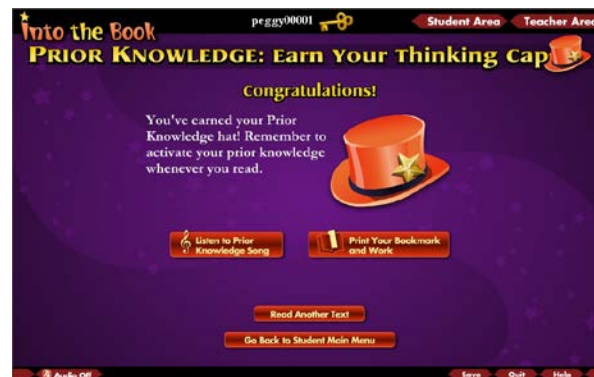 Into the Book
peggy00001
Student Area
Teacher Area
PRIOR KNOWLEDGE: Earn Your Thinking Cap
Congratulations!
You've earned your Prior
Knowledge hat! Remember to
activate your prior knowledge
whenever you read.
Listen to Prior
Knowledge Song
Print Your Bookmark
and Work
Read Another Text
Go Back to Student Main Menu
Audio Off
Save
Quit
Help